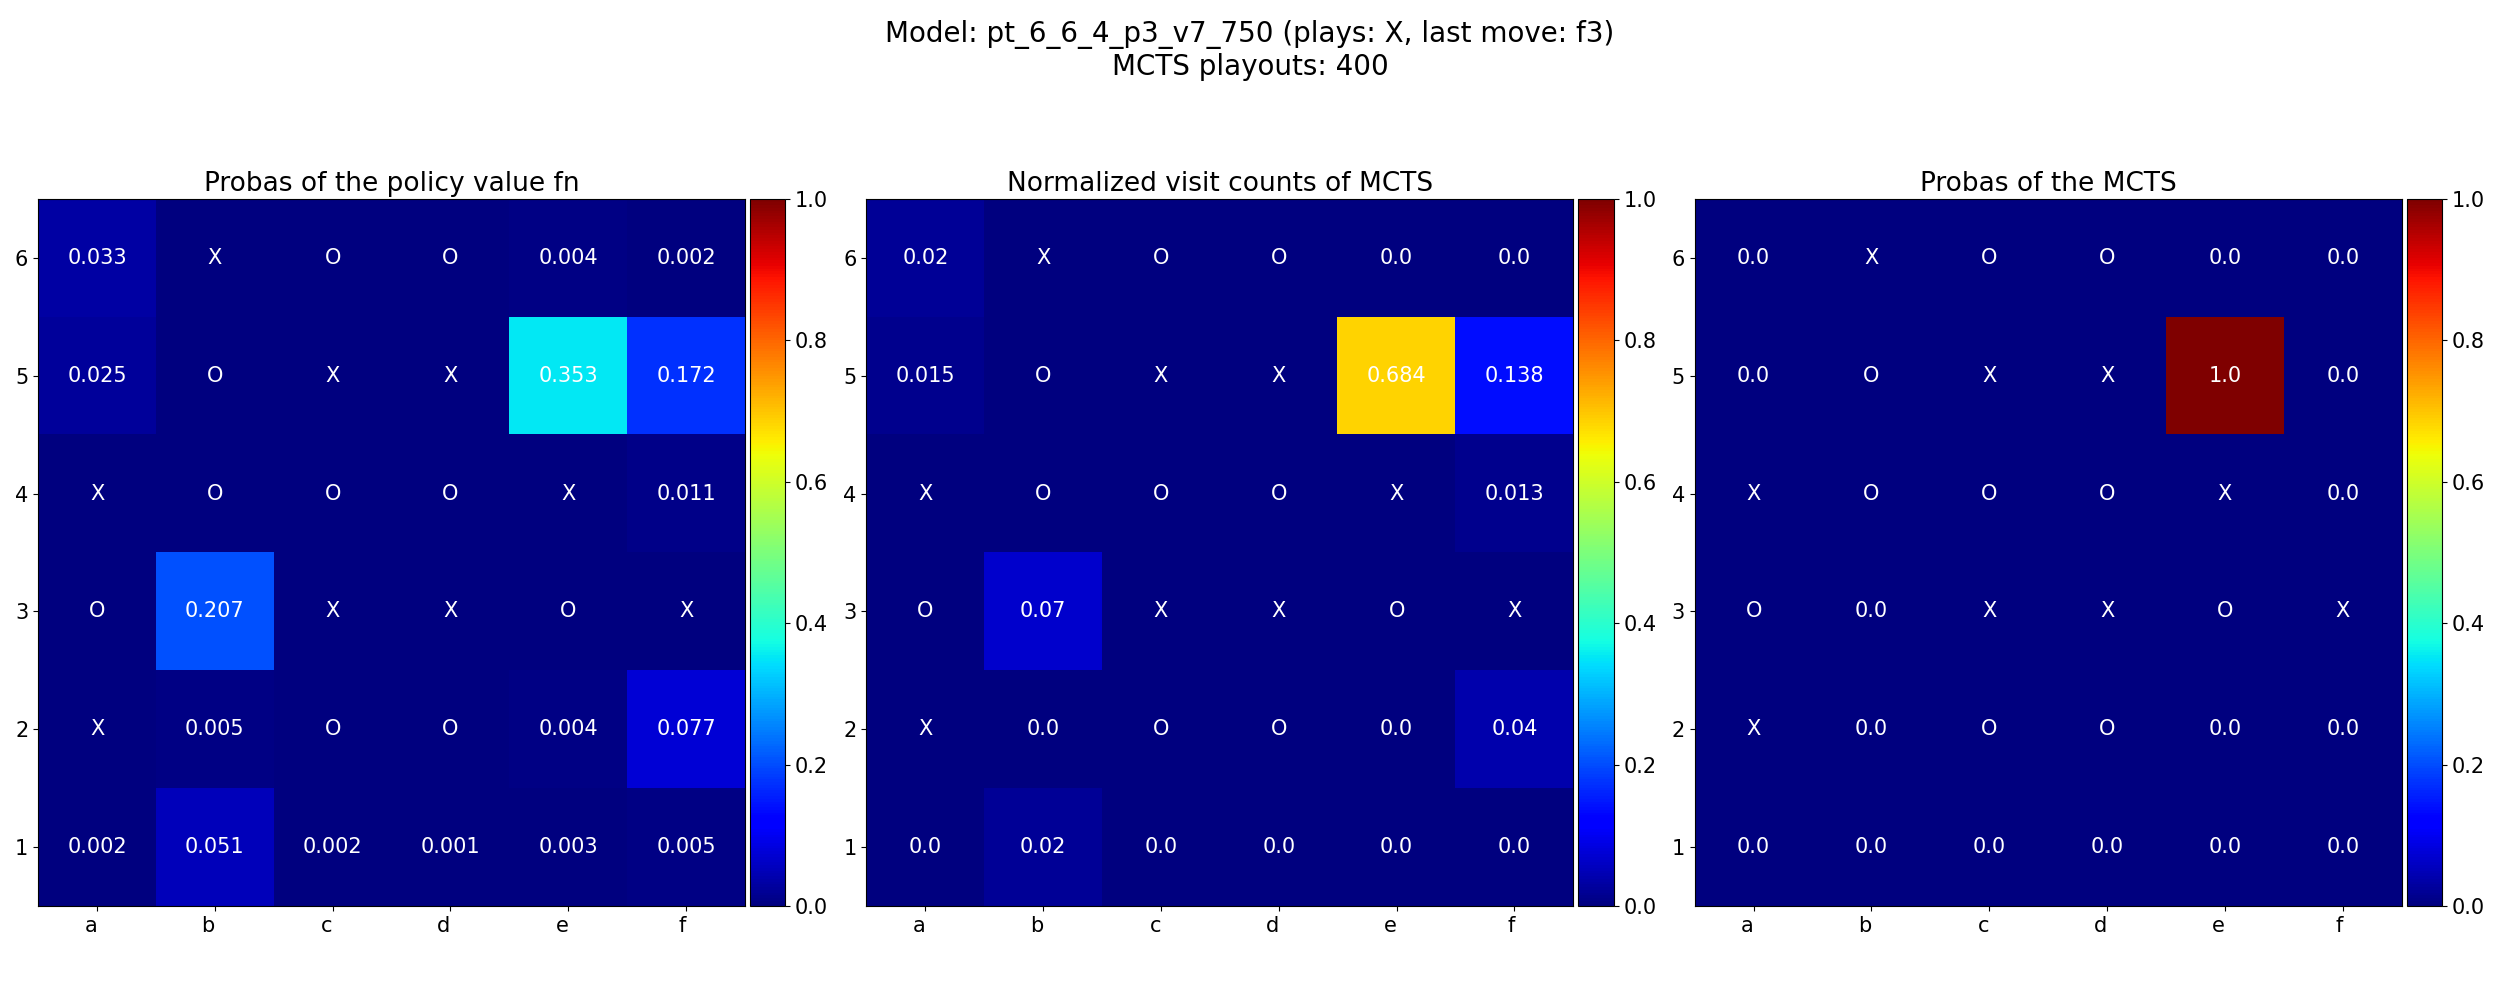 Model: pt_6_6_4_p3_v7_750 (plays: X, last move: f3)
MCTS playouts: 400
Probas of the policy value fn
6 0.033 X O O 0.004 0.002
5 0.025 O X X 0.353 0.172
4 X O O O X 0.011
3 O 0.207 X X O X
2 X 0.005 O O 0.004 0.077
1 0.002 0.051 0.002 0.001 0.003 0.005
a b c d e f
1.0
0.8
0.6
0.4
0.2
0.0
Normalized visit counts of MCTS
6 0.02 X O O 0.0 0.0
5 0.015 O X X 0.684 0.138
4 X O O O X 0.013
3 O 0.07 X X O X
2 X 0.0 O O 0.0 0.04
1 0.0 0.02 0.0 0.0 0.0 0.0
a b c d e f
1.0
0.8
0.6
0.4
0.2
0.0
Probas of the MCTS
6 0.0 X O O 0.0 0.0
5 0.0 O X X 1.0 0.0
4 X O O O X 0.0
3 O 0.0 X X O X
2 X 0.0 O O 0.0 0.0
1 0.0 0.0 0.0 0.0 0.0 0.0
a b c d e f
1.0
0.8
0.6
0.4
0.2
0.0